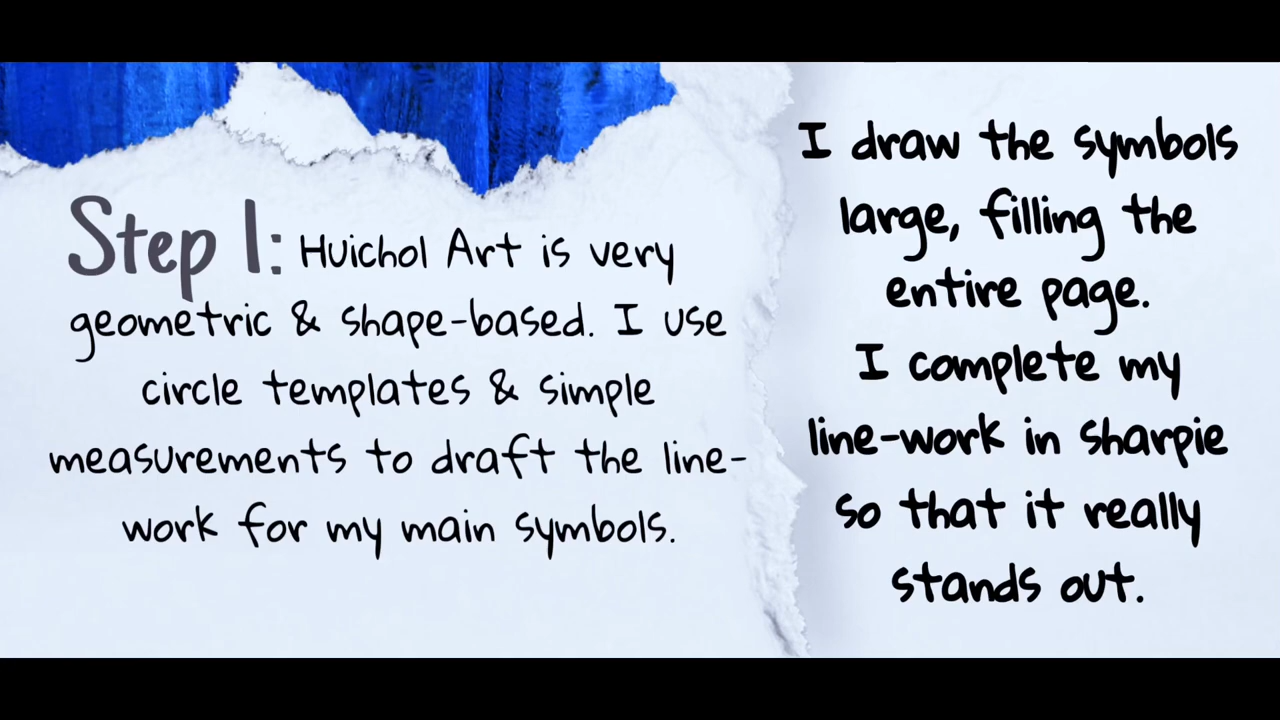 Step 1: Huichol Art is very
geometric & shape-based. I use
circle templates & simple
measurements to draft the line-
work for my main symbols.
I draw the symbols
large, filling the
entire page.
I complete my
line-work in sharpie
so that it really
stands out.